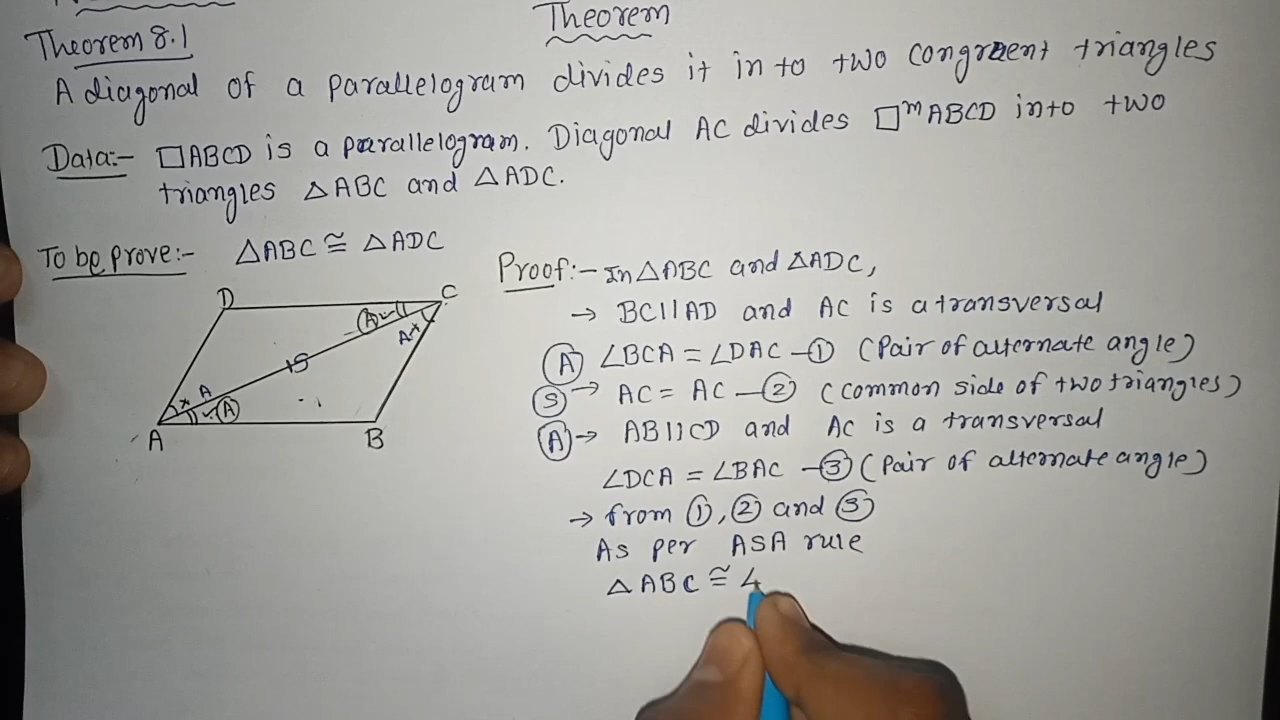 Theorem
Theorem 8.1
A diagonal of a parallelogram divides it in to two congruent triangles
Data:- □ABCD is a parallelogram. Diagonal AC divides □ᵐABCD into two
triangles △ABC and △ADC.
To be prove:- △ABC ≅ △ADC
D C
A A×
S
× A
A
A B
Proof:- In △ABC and △ADC,
→ BC||AD and AC is a transversal
Ⓐ ∠BCA = ∠DAC —① (Pair of alternate angle)
Ⓢ → AC = AC —② (common side of two triangles)
Ⓐ → AB||CD and AC is a transversal
∠DCA = ∠BAC —③ (Pair of alternate angle)
→ from ①, ② and ③
As per ASA rule
△ABC ≅